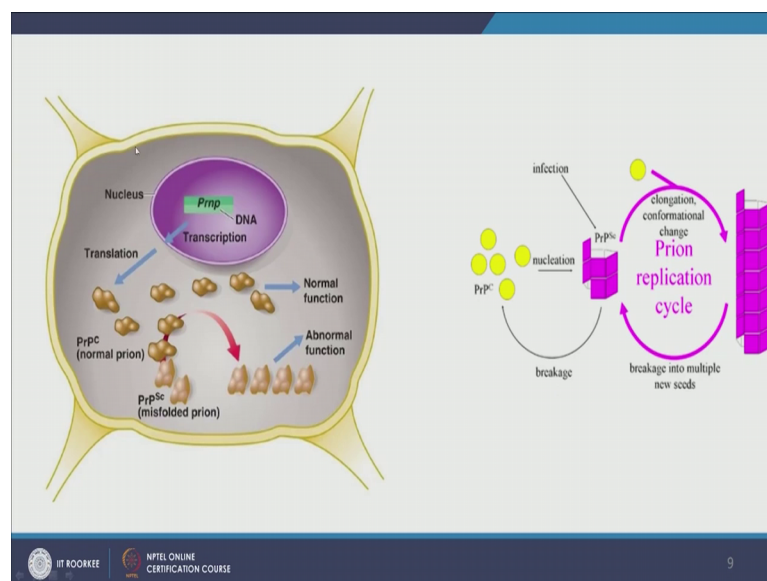 Nucleus
Prnp
DNA
Transcription
Translation
Normal
function
PrPC
(normal prion)
Abnormal
function
PrPSc
(misfolded prion)
infection
PrPSc
elongation,
conformational
change
Prion
replication
cycle
nucleation
PrPC
breakage
breakage into multiple
new seeds
IIT ROORKEE
NPTEL ONLINE
CERTIFICATION COURSE
9